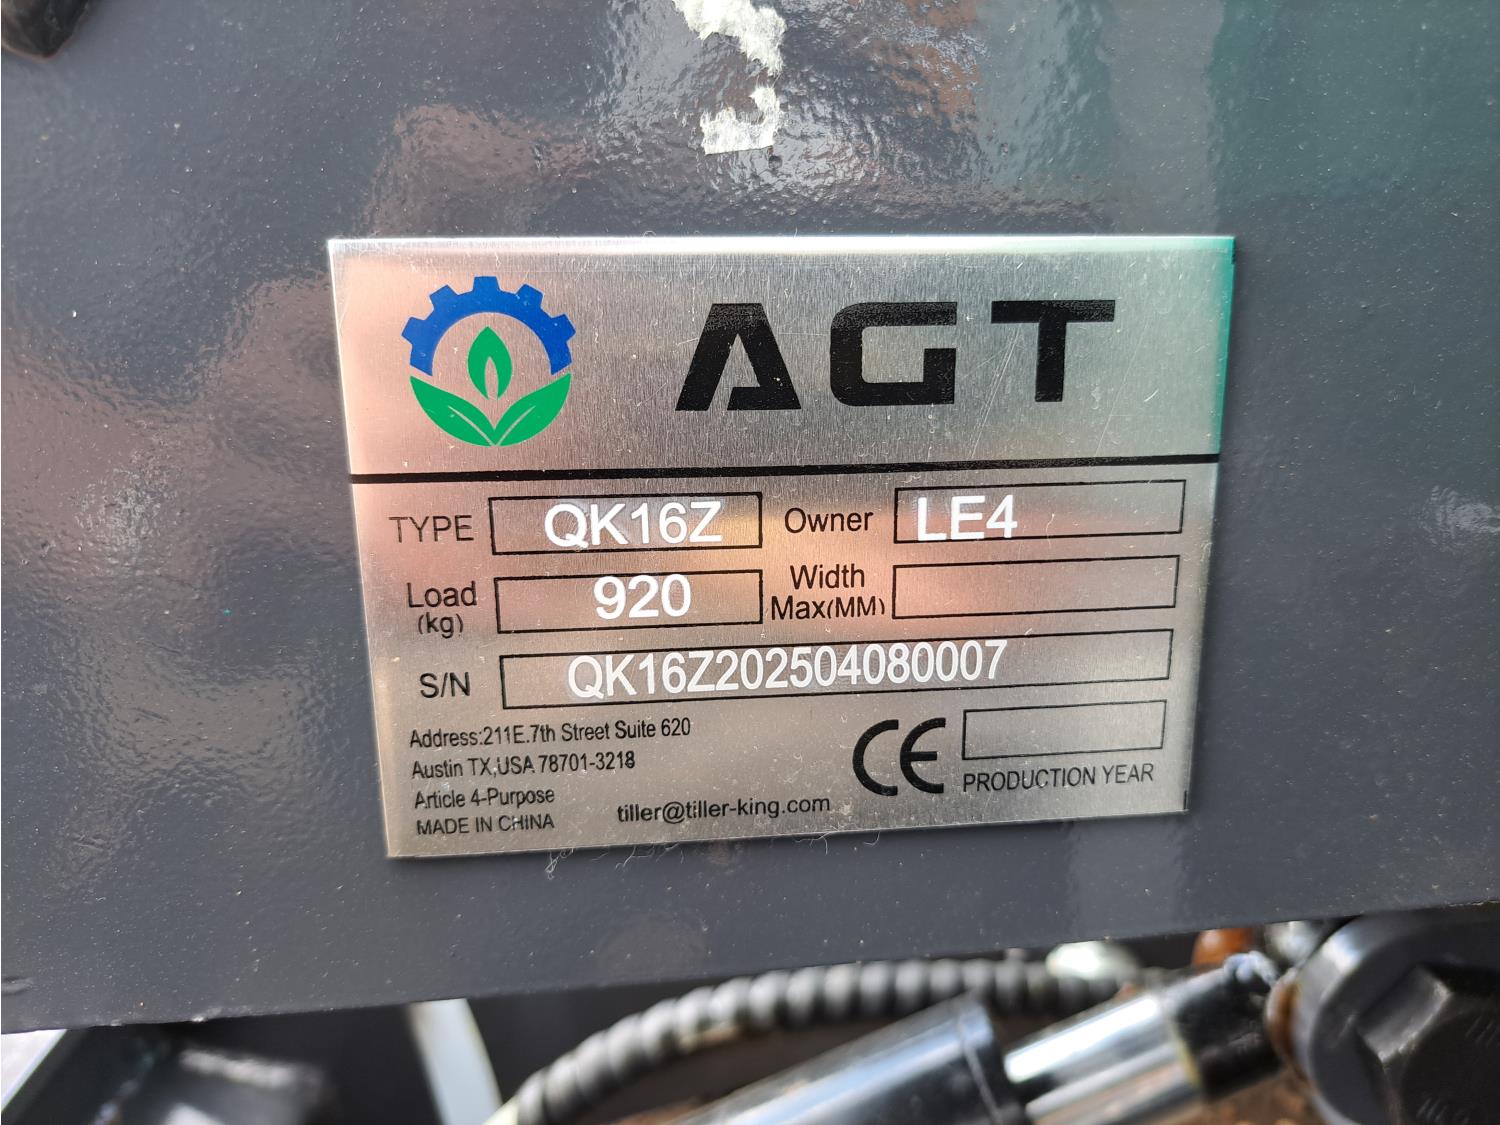 AGT
TYPE QK16Z Owner LE4
Load (kg) 920 Width Max(MM)
S/N QK16Z202504080007
Address:211E.7th Street Suite 620
Austin TX,USA 78701-3218
Article 4-Purpose
MADE IN CHINA
tiller@tiller-king.com
CE
PRODUCTION YEAR